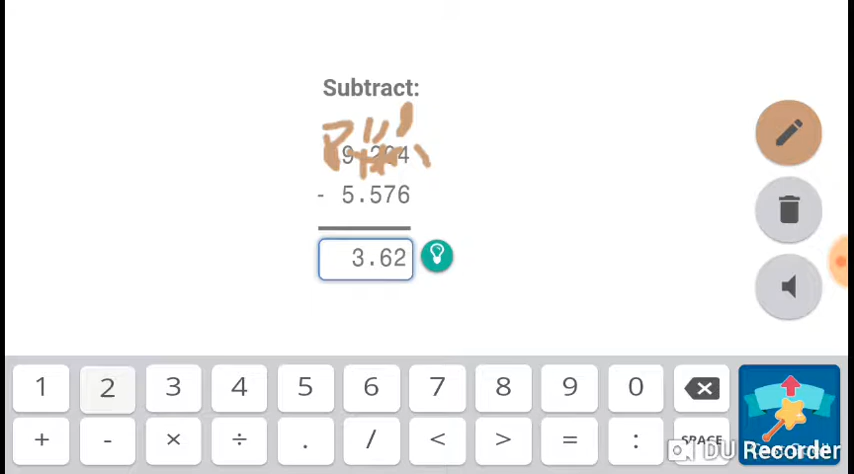 Subtract:
9.204
- 5.576
3.62
1 2 3 4 5 6 7 8 9 0
+ - × ÷ . / < > = : SPACE
DU Recorder